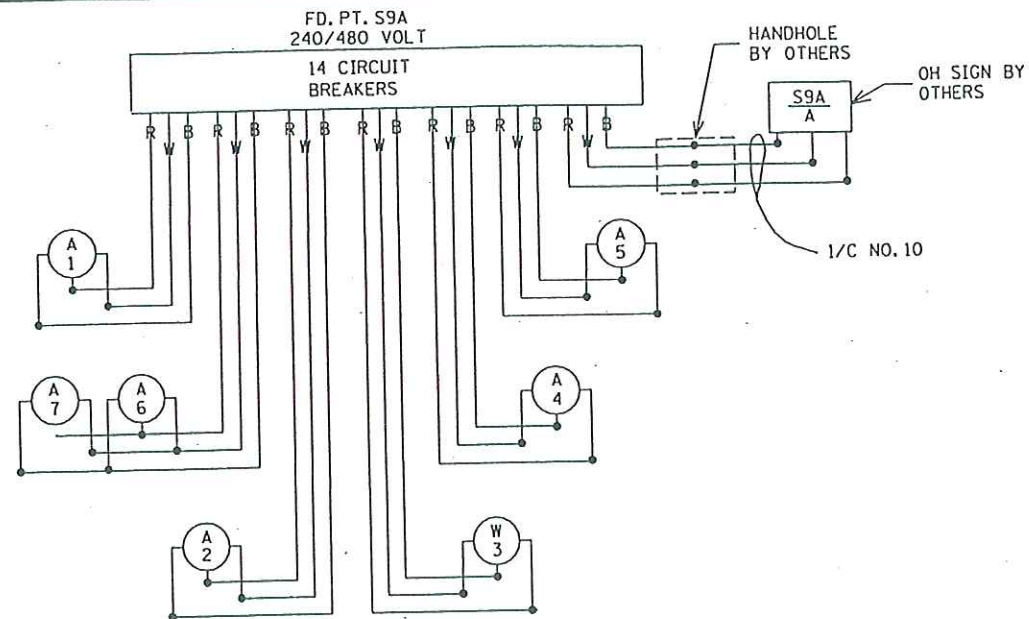 FD. PT. S9A
240/480 VOLT
14 CIRCUIT
BREAKERS
HANDHOLE
BY OTHERS
S9A
A
OH SIGN BY
OTHERS
R W B R W B R W B R W B R W B R W B R W B
1/C NO. 10
A
1
A
5
A
7
A
6
A
4
A
2
W
3